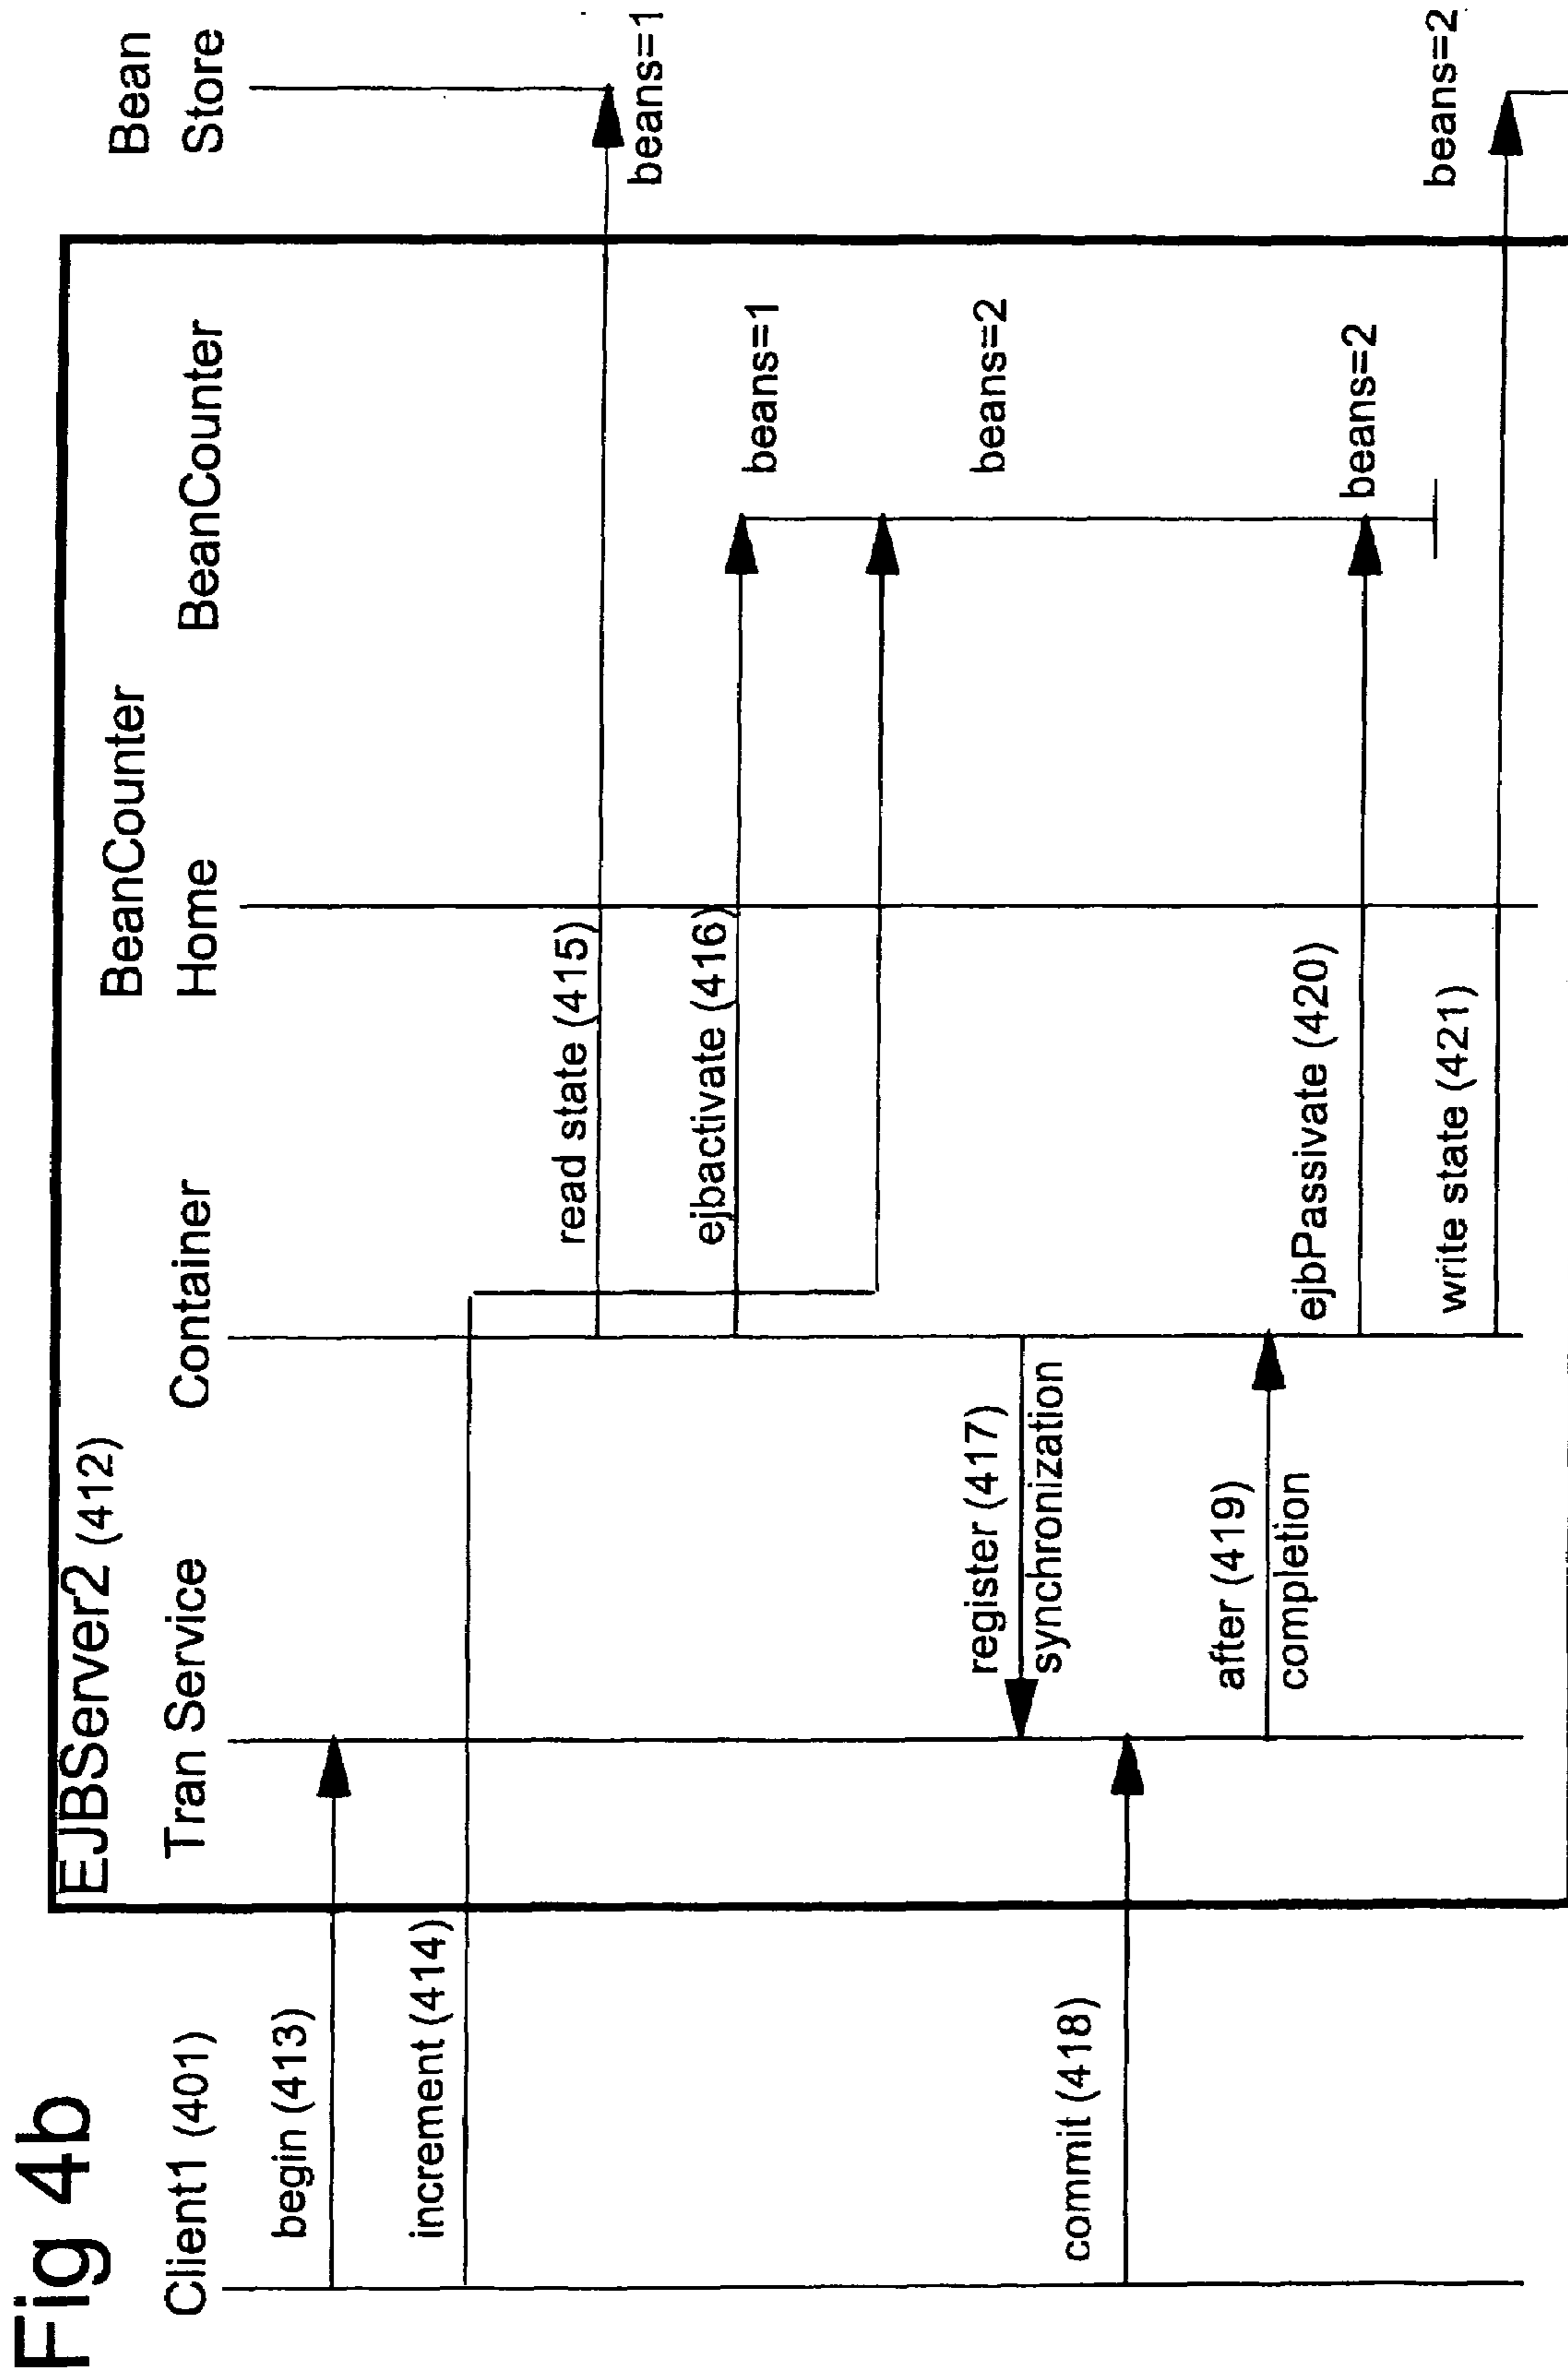 Fig 4b
EJBServer2 (412)
Client1 (401)
Tran Service
Container
BeanCounter
Home
BeanCounter
Bean
Store
begin (413)
increment (414)
read state (415)
beans=1
ejbactivate (416)
beans=1
beans=2
register (417)
synchronization
commit (418)
after (419)
completion
ejbPassivate (420)
beans=2
write state (421)
beans=2